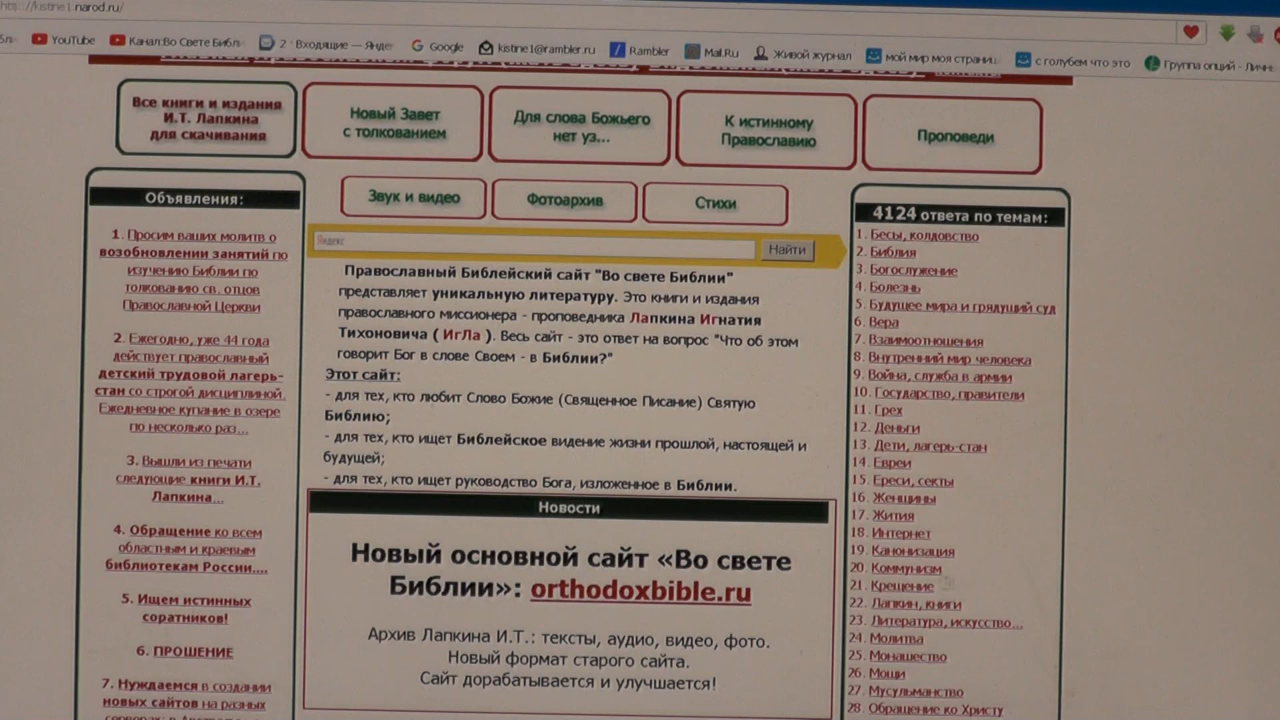 http://kistine1.narod.ru/
YouTube
Канал:Во Свете Библ
2 · Входящие — Янде
Google
kistine1@rambler.ru
Rambler
Mail.Ru
Живой журнал
мой мир моя страниц
с голубем что это
Группа опций - Личн
Все книги и издания
И.Т. Лапкина
для скачивания
Новый Завет
с толкованием
Для слова Божьего
нет уз...
К истинному
Православию
Проповеди
Звук и видео
Фотоархив
Стихи
Объявления:
1. Просим ваших молитв о
возобновлении занятий по
изучению Библии по
толкованию св. отцов
Православной Церкви
2. Ежегодно, уже 44 года
действует православный
детский трудовой лагерь-
стан со строгой дисциплиной.
Ежедневное купание в озере
по несколько раз...
3. Вышли из печати
следующие книги И.Т.
Лапкина...
4. Обращение ко всем
областным и краевым
библиотекам России....
5. Ищем истинных
соратников!
6. ПРОШЕНИЕ
7. Нуждаемся в создании
новых сайтов на разных
Яндекс
Найти
Православный Библейский сайт "Во свете Библии"
представляет уникальную литературу. Это книги и издания
православного миссионера - проповедника Лапкина Игнатия
Тихоновича ( ИгЛа ). Весь сайт - это ответ на вопрос "Что об этом
говорит Бог в слове Своем - в Библии?"
Этот сайт:
- для тех, кто любит Слово Божие (Священное Писание) Святую
Библию;
- для тех, кто ищет Библейское видение жизни прошлой, настоящей и
будущей;
- для тех, кто ищет руководство Бога, изложенное в Библии.
Новости
Новый основной сайт «Во свете
Библии»: orthodoxbible.ru
Архив Лапкина И.Т.: тексты, аудио, видео, фото.
Новый формат старого сайта.
Сайт дорабатывается и улучшается!
4124 ответа по темам:
1. Бесы, колдовство
2. Библия
3. Богослужение
4. Болезнь
5. Будущее мира и грядущий суд
6. Вера
7. Взаимоотношения
8. Внутренний мир человека
9. Война, служба в армии
10. Государство, правители
11. Грех
12. Деньги
13. Дети, лагерь-стан
14. Евреи
15. Ереси, секты
16. Женщины
17. Жития
18. Интернет
19. Канонизация
20. Коммунизм
21. Крещение
22. Лапкин, книги
23. Литература, искусство...
24. Молитва
25. Монашество
26. Мощи
27. Мусульманство
28. Обращение ко Христу